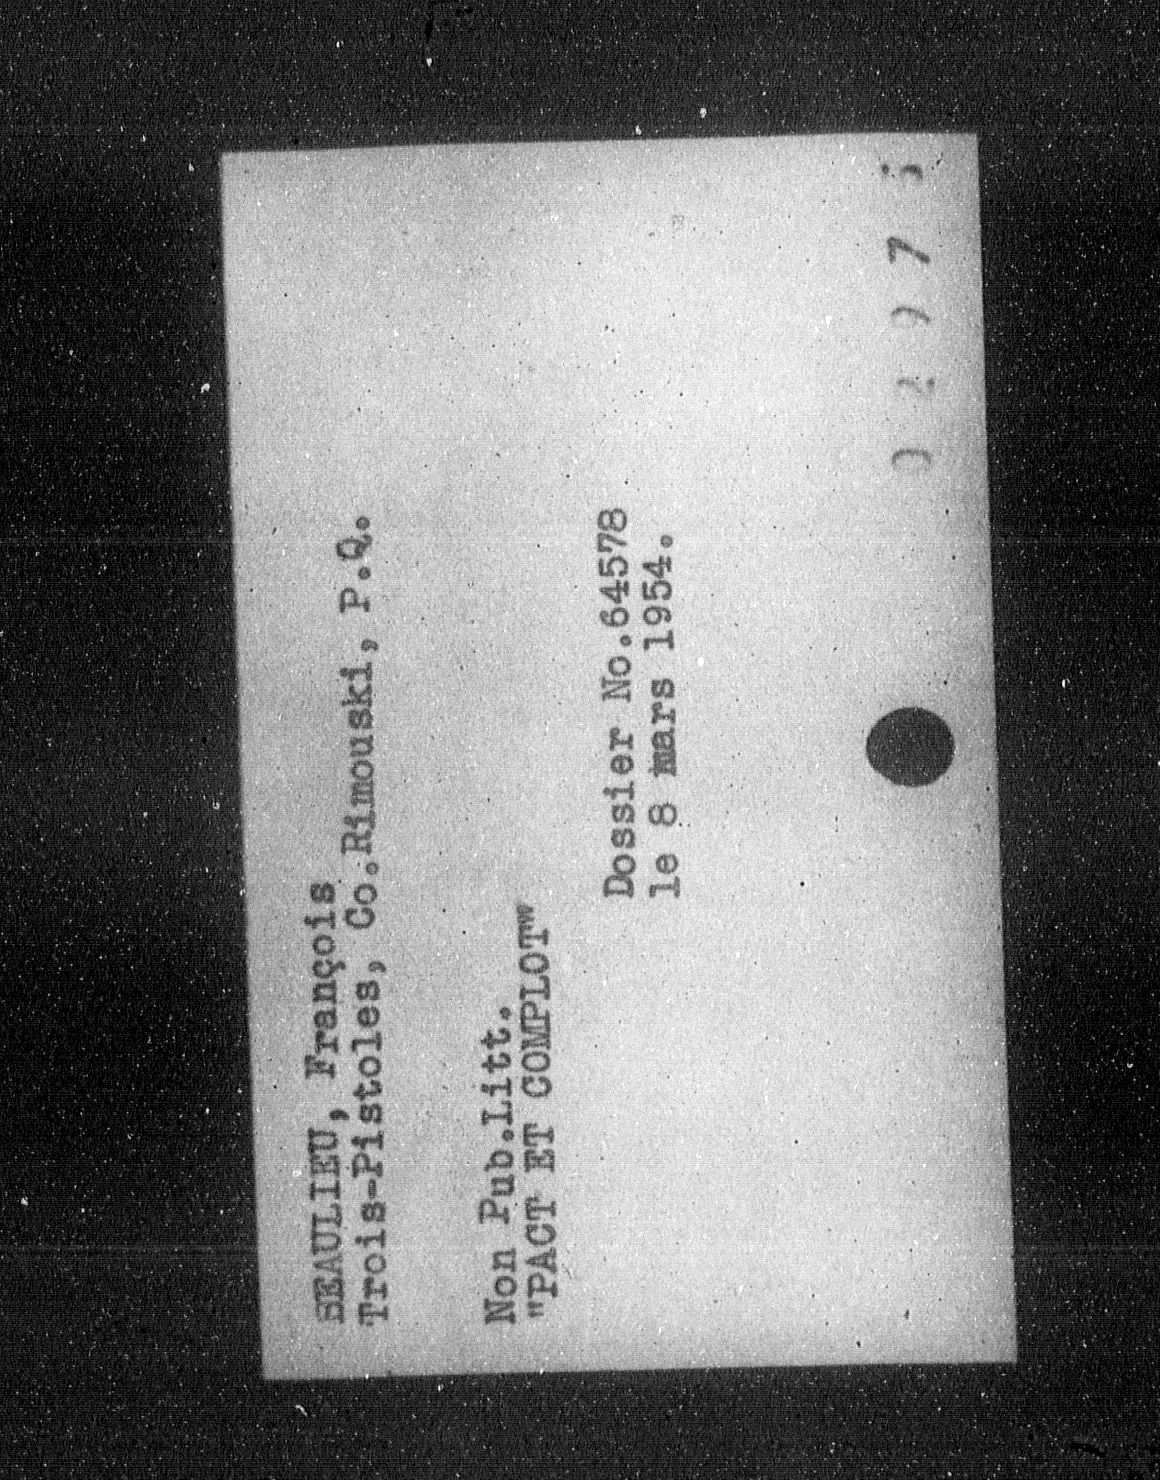 BEAULIEU, François
Trois-Pistoles, Co.Rimouski, P.Q.
Non Pub.Litt.
"PACT ET COMPLOT"
Dossier No.64578
le 8 mars 1954.